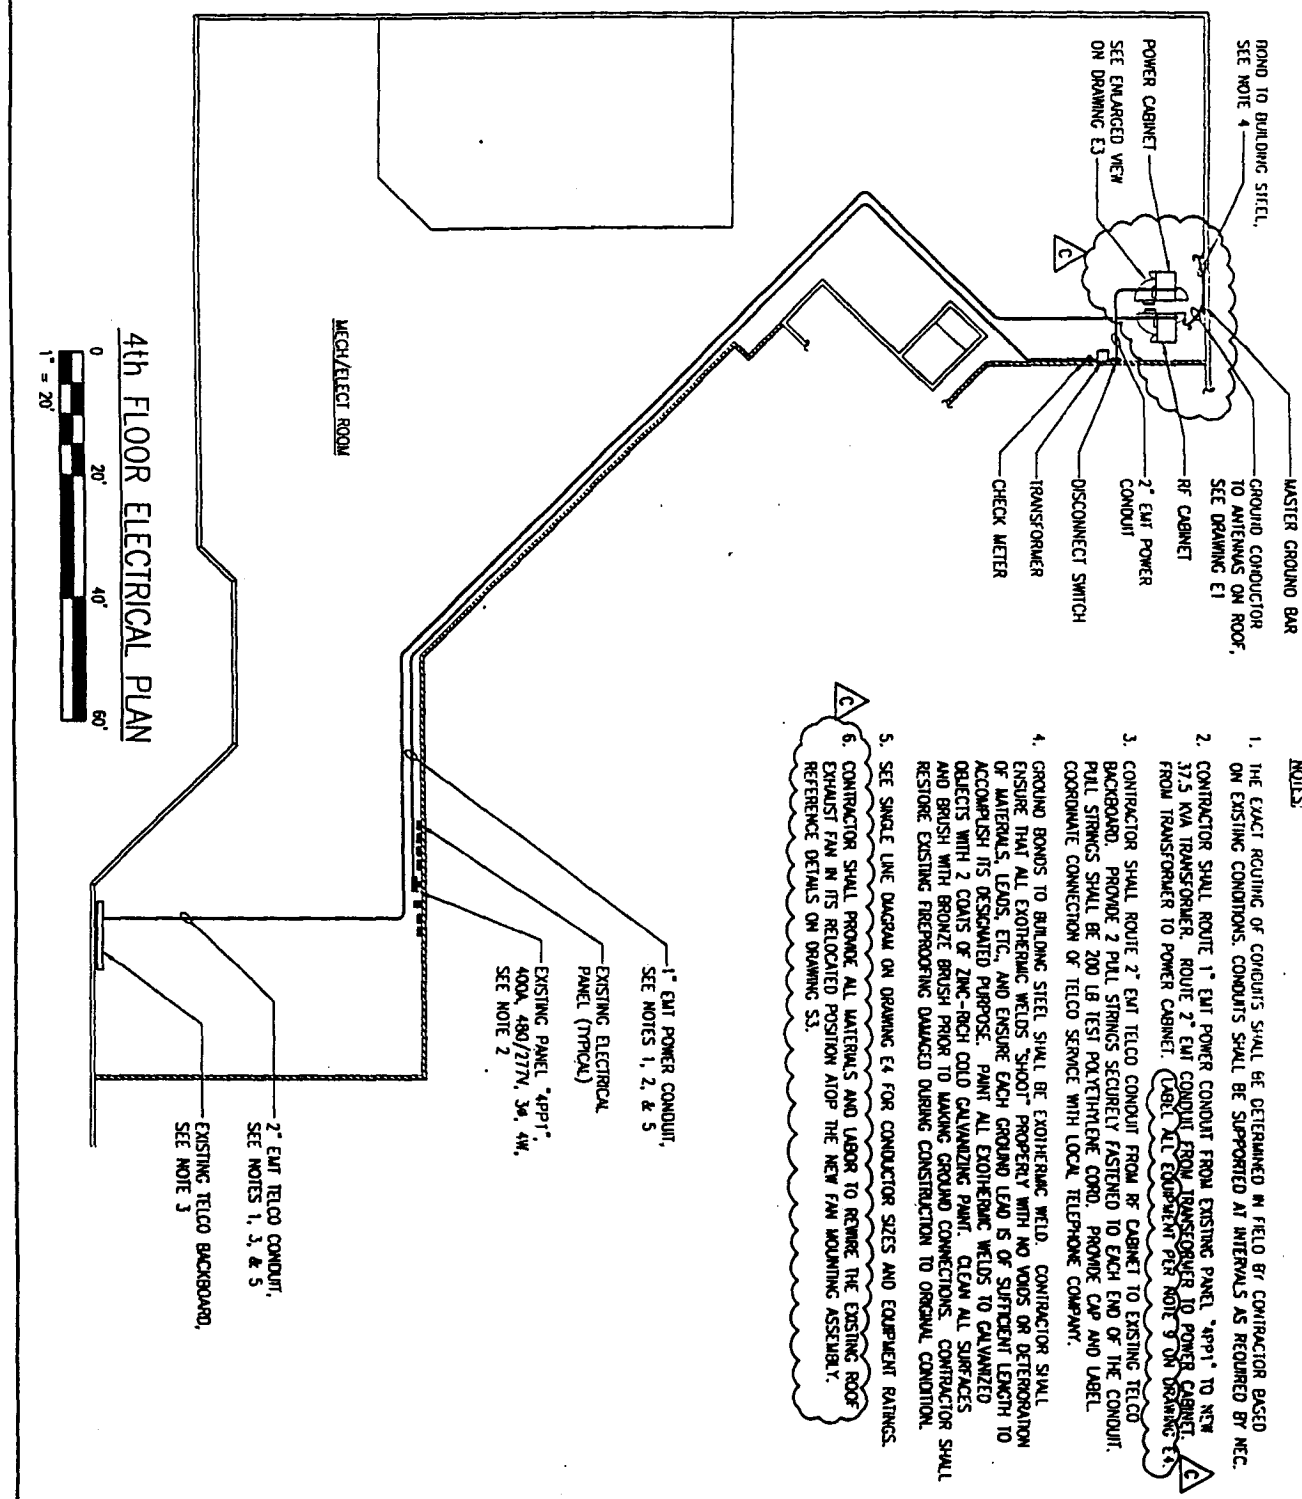 NOTES:
1. THE EXACT ROUTING OF CONDUITS SHALL BE DETERMINED IN FIELD BY CONTRACTOR BASED
ON EXISTING CONDITIONS. CONDUITS SHALL BE SUPPORTED AT INTERVALS AS REQUIRED BY NEC.
2. CONTRACTOR SHALL ROUTE 1" EMT POWER CONDUIT FROM EXISTING PANEL "4PP1" TO NEW
37.5 KVA TRANSFORMER. ROUTE 2" EMT CONDUIT FROM TRANSFORMER TO POWER CABINET.
FROM TRANSFORMER TO POWER CABINET. LABEL ALL EQUIPMENT PER NOTE 9 ON DRAWING E4.
C
3. CONTRACTOR SHALL ROUTE 2" EMT TELCO CONDUIT FROM RF CABINET TO EXISTING TELCO
BACKBOARD. PROVIDE 2 PULL STRINGS SECURELY FASTENED TO EACH END OF THE CONDUIT.
PULL STRINGS SHALL BE 200 LB TEST POLYETHYLENE CORD. PROVIDE CAP AND LABEL.
COORDINATE CONNECTION OF TELCO SERVICE WITH LOCAL TELEPHONE COMPANY.
4. GROUND BONDS TO BUILDING STEEL SHALL BE EXOTHERMIC WELD. CONTRACTOR SHALL
ENSURE THAT ALL EXOTHERMIC WELDS "SHOOT" PROPERLY WITH NO VOIDS OR DETERIORATION
OF MATERIALS, LEADS, ETC., AND ENSURE EACH GROUND LEAD IS OF SUFFICIENT LENGTH TO
ACCOMPLISH ITS DESIGNATED PURPOSE. PAINT ALL EXOTHERMIC WELDS TO GALVANIZED
OBJECTS WITH 2 COATS OF ZINC-RICH COLD GALVANIZING PAINT. CLEAN ALL SURFACES
AND BRUSH WITH BRONZE BRUSH PRIOR TO MAKING GROUND CONNECTIONS. CONTRACTOR SHALL
RESTORE EXISTING FIREPROOFING DAMAGED DURING CONSTRUCTION TO ORIGINAL CONDITION.
5. SEE SINGLE LINE DIAGRAM ON DRAWING E4 FOR CONDUCTOR SIZES AND EQUIPMENT RATINGS.
C
6. CONTRACTOR SHALL PROVIDE ALL MATERIALS AND LABOR TO REWIRE THE EXISTING ROOF
EXHAUST FAN IN ITS RELOCATED POSITION ATOP THE NEW FAN MOUNTING ASSEMBLY.
REFERENCE DETAILS ON DRAWING S3.
BOND TO BUILDING STEEL,
SEE NOTE 4
POWER CABINET
SEE ENLARGED VIEW
ON DRAWING E3
C
MASTER GROUND BAR
GROUND CONDUCTOR
TO ANTENNAS ON ROOF,
SEE DRAWING E1
RF CABINET
2" EMT POWER
CONDUIT
DISCONNECT SWITCH
TRANSFORMER
CHECK METER
1" EMT POWER CONDUIT,
SEE NOTES 1, 2, & 5
EXISTING ELECTRICAL
PANEL (TYPICAL)
EXISTING PANEL "4PP1",
400A, 480/277V, 3ø, 4W,
SEE NOTE 2
2" EMT TELCO CONDUIT,
SEE NOTES 1, 3, & 5
EXISTING TELCO BACKBOARD,
SEE NOTE 3
MECH/ELECT ROOM
4th FLOOR ELECTRICAL PLAN
0 20' 40' 60'
1" = 20'